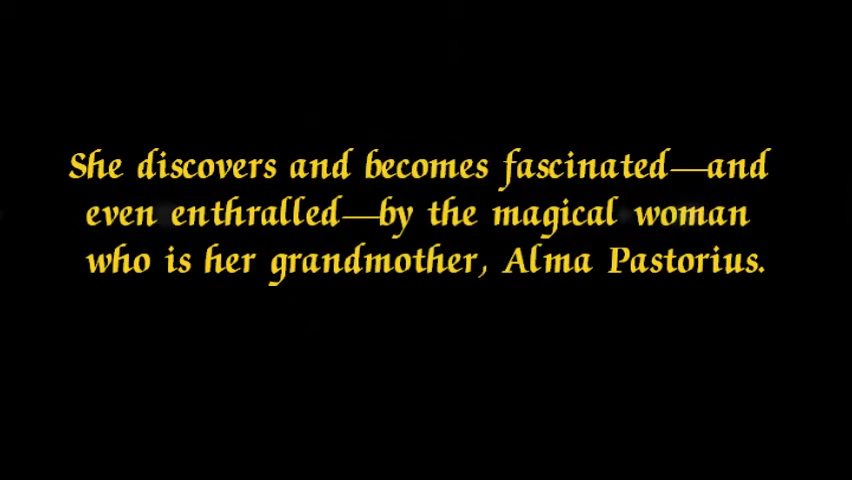 She discovers and becomes fascinated—and
even enthralled—by the magical woman
who is her grandmother, Alma Pastorius.